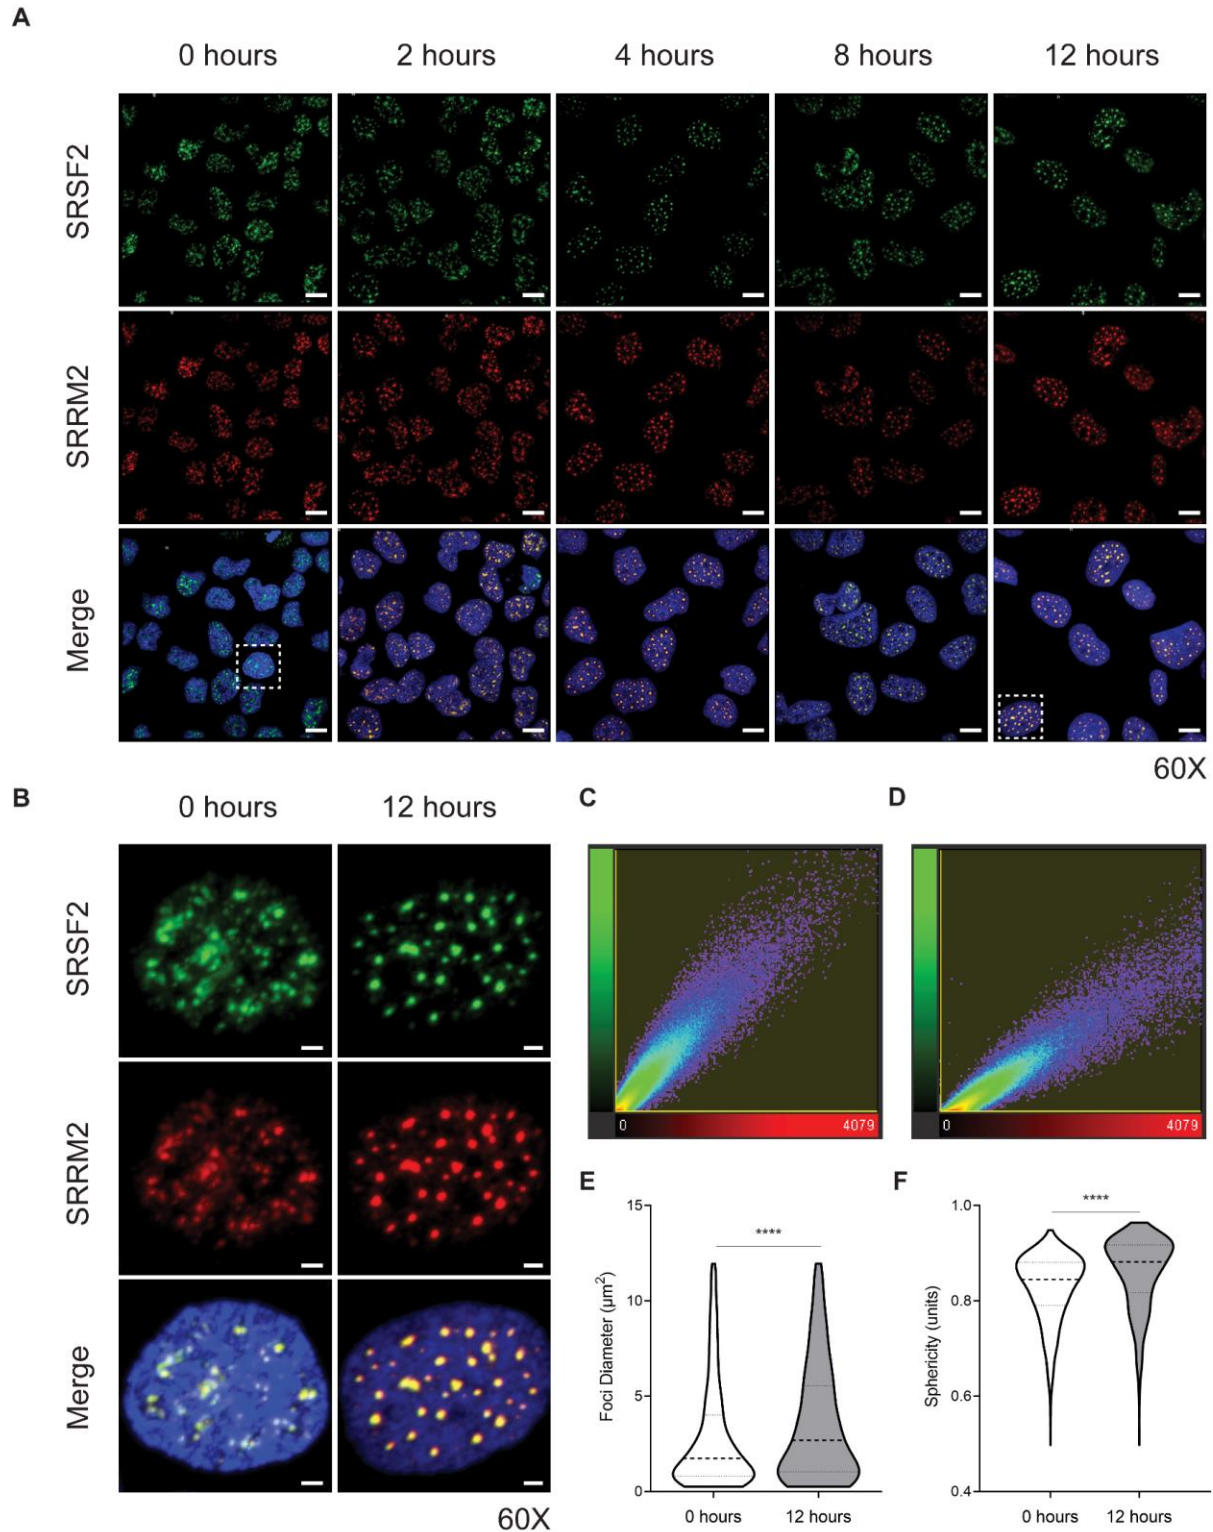 A
0 hours 2 hours 4 hours 8 hours 12 hours
SRSF2
SRRM2
Merge
60X
B
0 hours 12 hours
SRSF2
SRRM2
Merge
60X
C
0 4079
D
0 4079
E
15
10
5
0
Foci Diameter (µm²)
****
0 hours 12 hours
F
1.0
0.8
0.6
0.4
Sphericity (units)
****
0 hours 12 hours